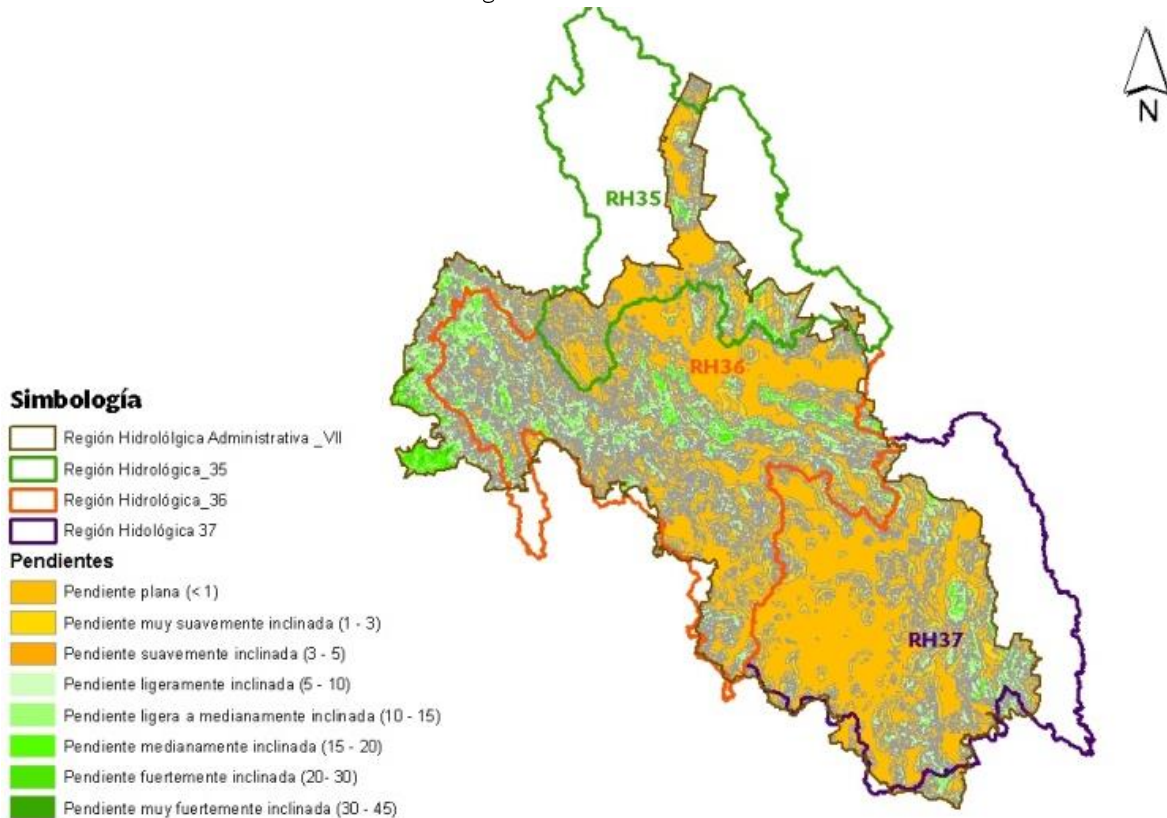 N
RH35
RH36
RH37
Simbología
Región Hidrolólgica Administrativa _VII
Región Hidrológica_35
Región Hidrológica_36
Región Hidológica 37
Pendientes
Pendiente plana (< 1)
Pendiente muy suavemente inclinada (1 - 3)
Pendiente suavemente inclinada (3 - 5)
Pendiente ligeramente inclinada (5 - 10)
Pendiente ligera a medianamente inclinada (10 - 15)
Pendiente medianamente inclinada (15 - 20)
Pendiente fuertemente inclinada (20- 30)
Pendiente muy fuertemente inclinada (30 - 45)